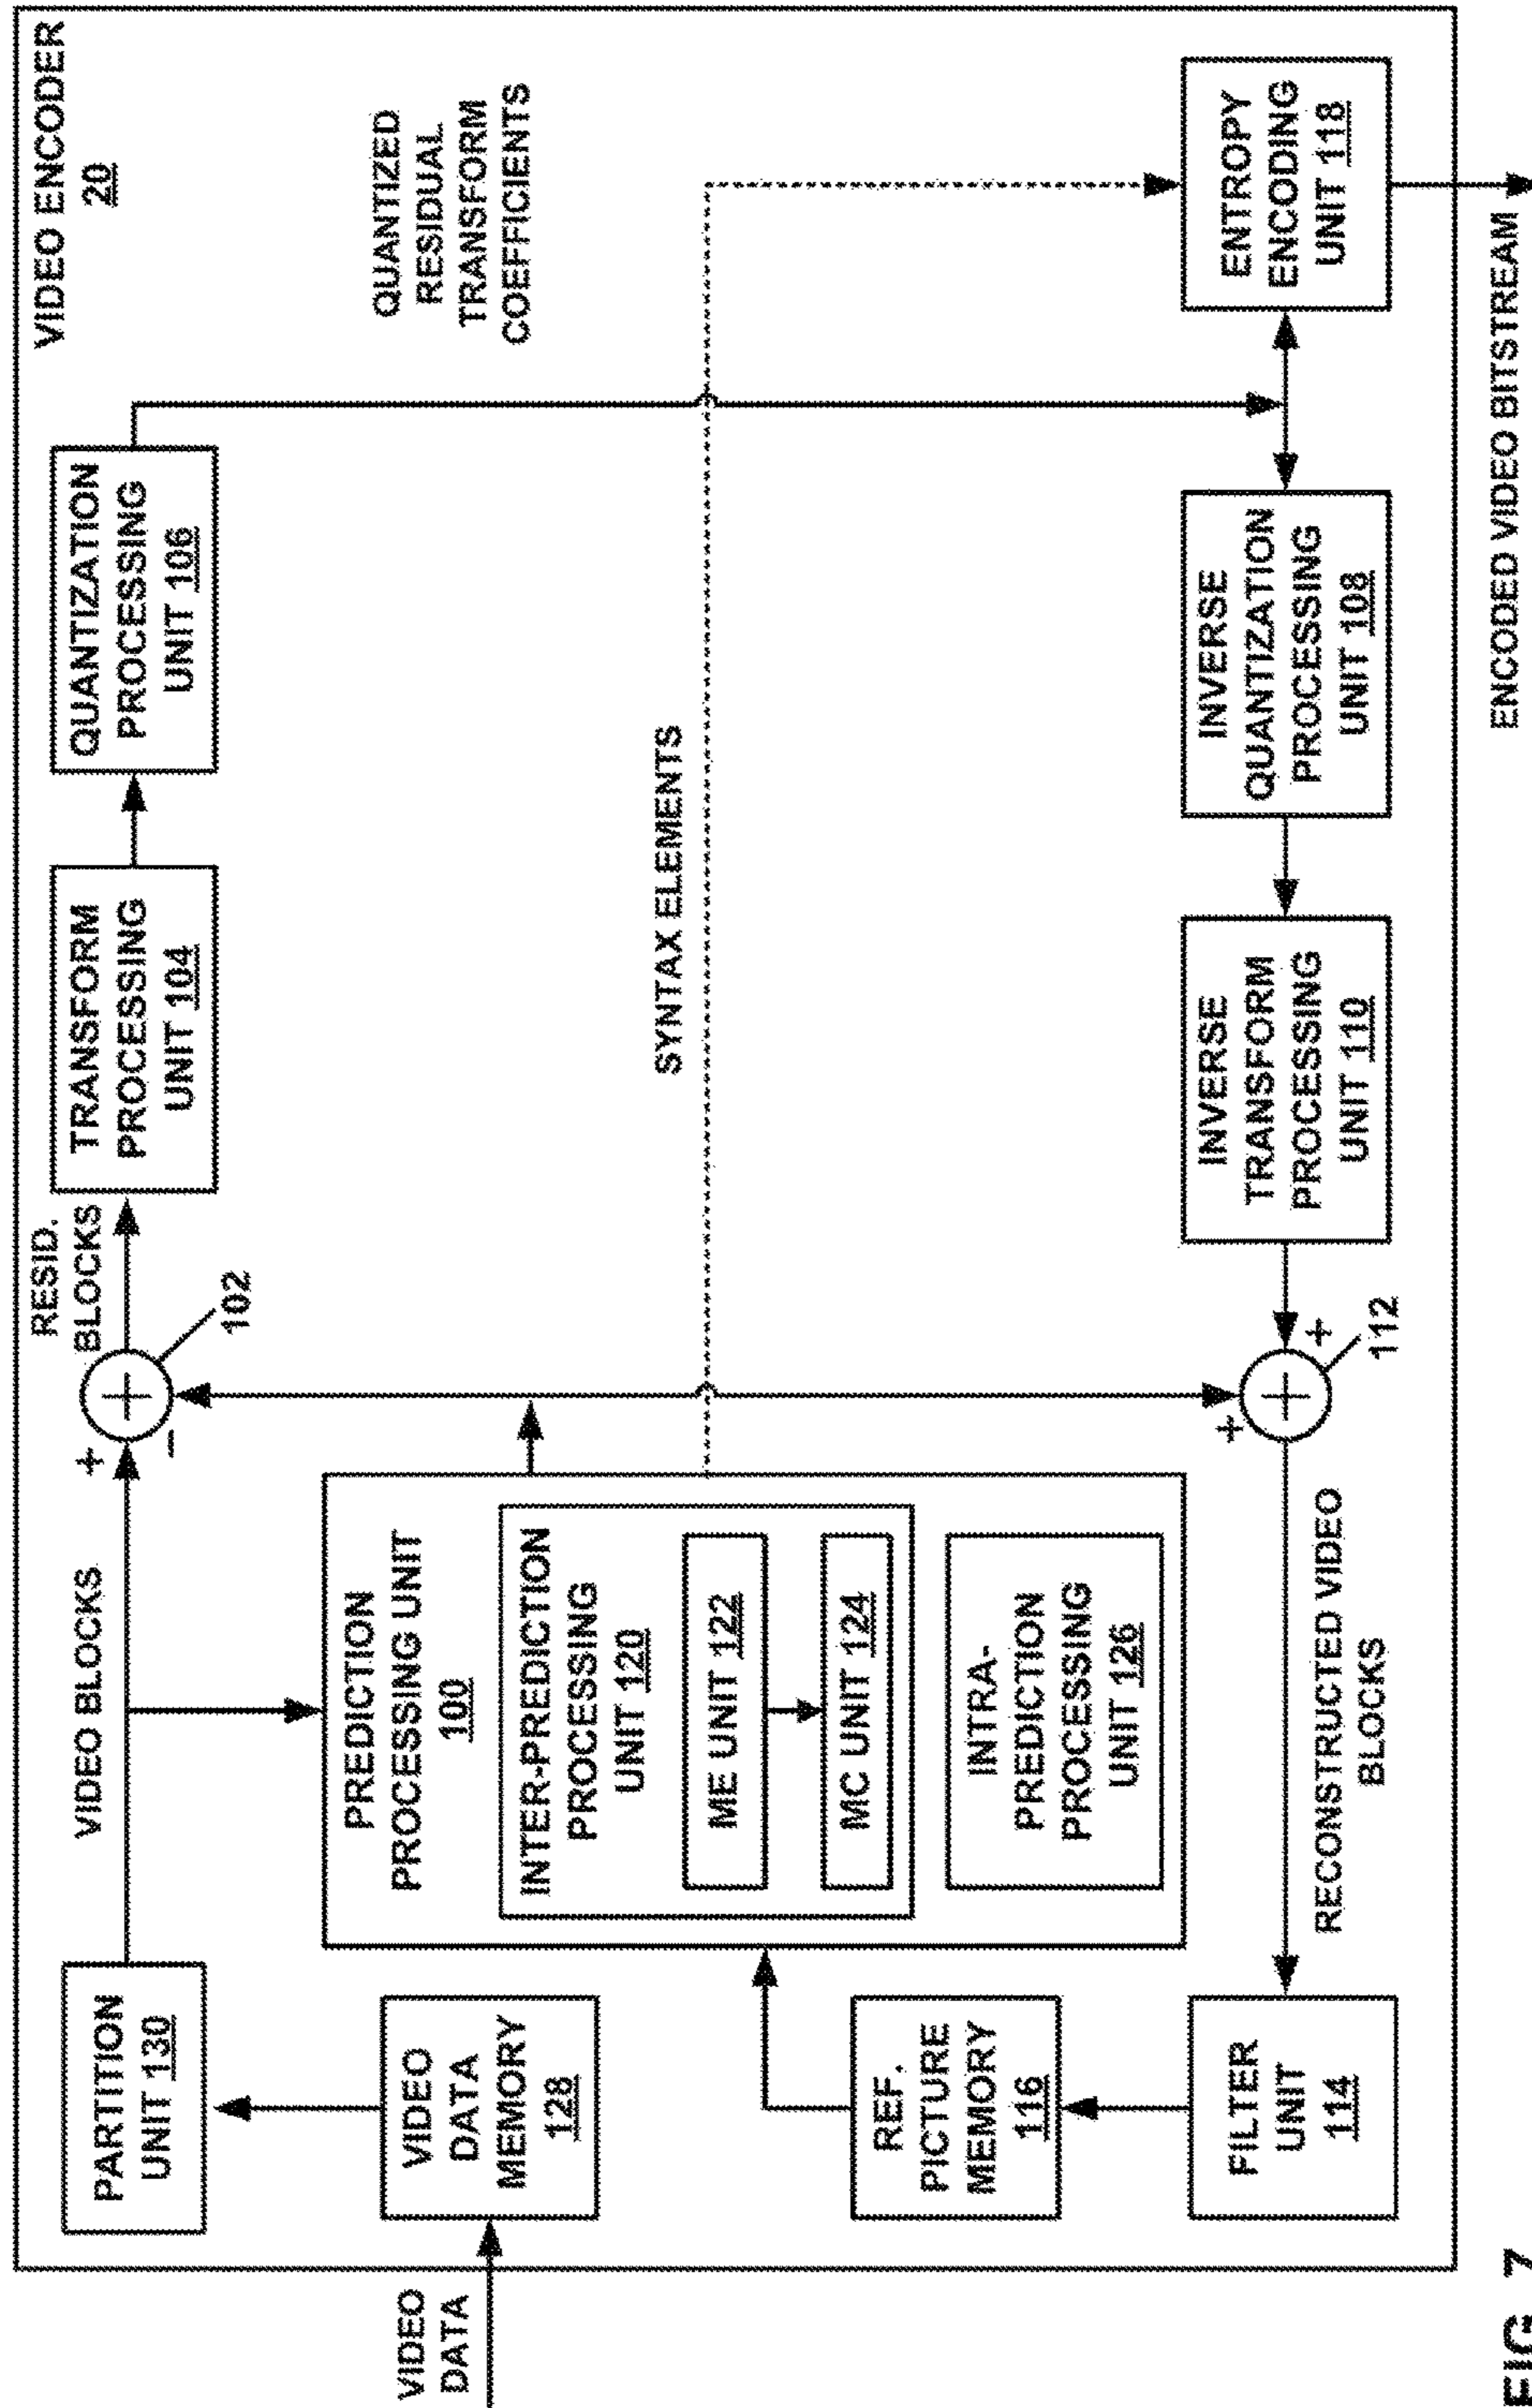 VIDEO ENCODER
20
VIDEO DATA
VIDEO
DATA
MEMORY
128
PARTITION
UNIT 130
VIDEO BLOCKS
+
−
102
RESID.
BLOCKS
TRANSFORM
PROCESSING
UNIT 104
QUANTIZATION
PROCESSING
UNIT 106
QUANTIZED
RESIDUAL
TRANSFORM
COEFFICIENTS
PREDICTION
PROCESSING UNIT
100
INTER-PREDICTION
PROCESSING
UNIT 120
ME UNIT 122
MC UNIT 124
INTRA-
PREDICTION
PROCESSING
UNIT 126
SYNTAX ELEMENTS
REF.
PICTURE
MEMORY
116
FILTER
UNIT
114
RECONSTRUCTED VIDEO
BLOCKS
+
+
112
INVERSE
TRANSFORM
PROCESSING
UNIT 110
INVERSE
QUANTIZATION
PROCESSING
UNIT 108
ENTROPY
ENCODING
UNIT 118
ENCODED VIDEO BITSTREAM
FIG. 7